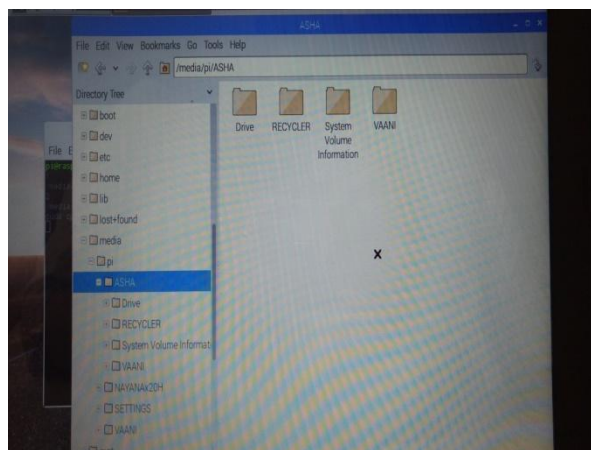 ASHA
File Edit View Bookmarks Go Tools Help
/media/pi/ASHA
Directory Tree
boot
dev
etc
home
lib
lost+found
media
pi
ASHA
Drive
RECYCLER
System Volume Informat
VAANI
NAYANAx2DH
SETTINGS
VAANI
Drive
RECYCLER
System
Volume
Information
VAANI
File E